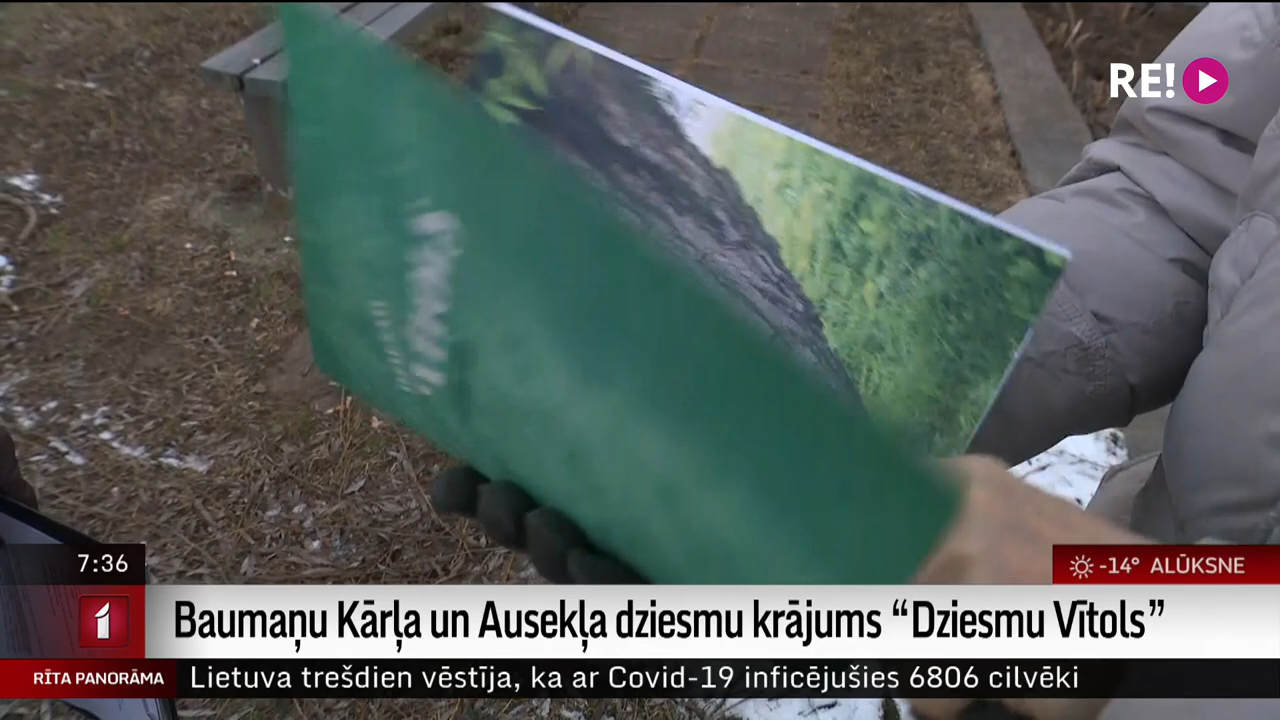 RE!
7:36
-14° ALŪKSNE
1
Baumaņu Kārļa un Ausekļa dziesmu krājums “Dziesmu Vītols”
RĪTA PANORĀMA
Lietuva trešdien vēstīja, ka ar Covid-19 inficējušies 6806 cilvēki